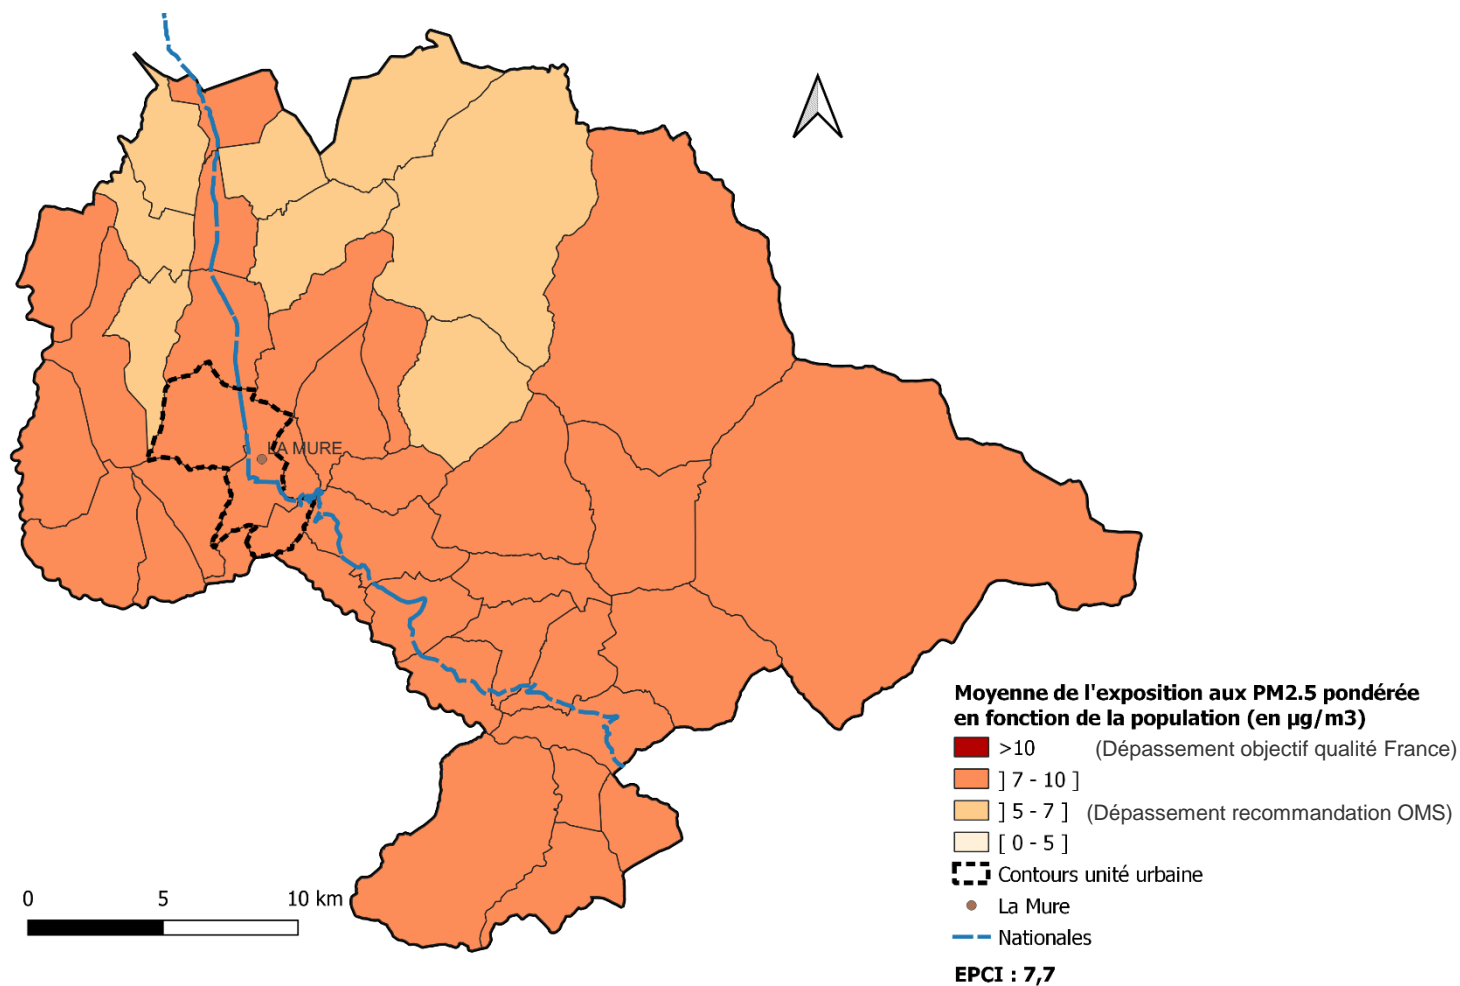 LA MURE
Moyenne de l'exposition aux PM2.5 pondérée
en fonction de la population (en µg/m3)
>10 (Dépassement objectif qualité France)
] 7 - 10 ]
] 5 - 7 ] (Dépassement recommandation OMS)
[ 0 - 5 ]
Contours unité urbaine
La Mure
Nationales
EPCI : 7,7
0 5 10 km